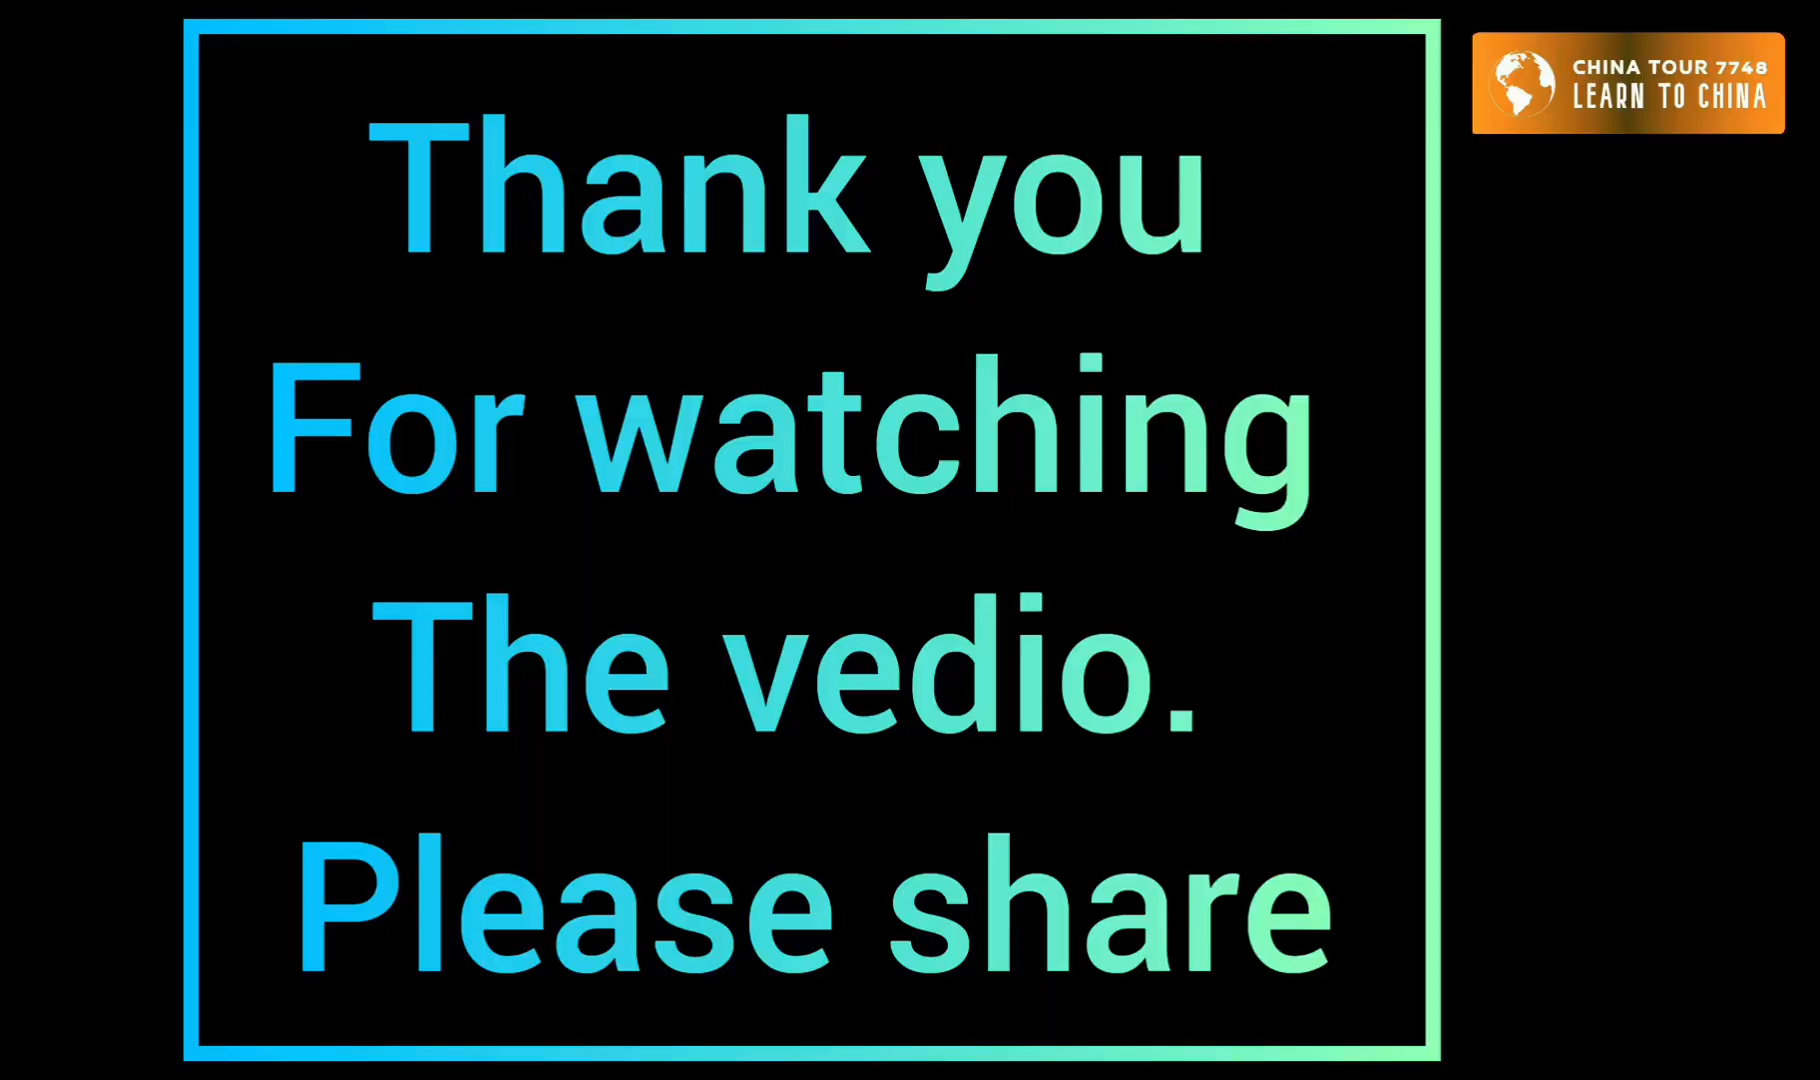 Thank you
For watching
The vedio.
Please share
CHINA TOUR 7748
LEARN TO CHINA